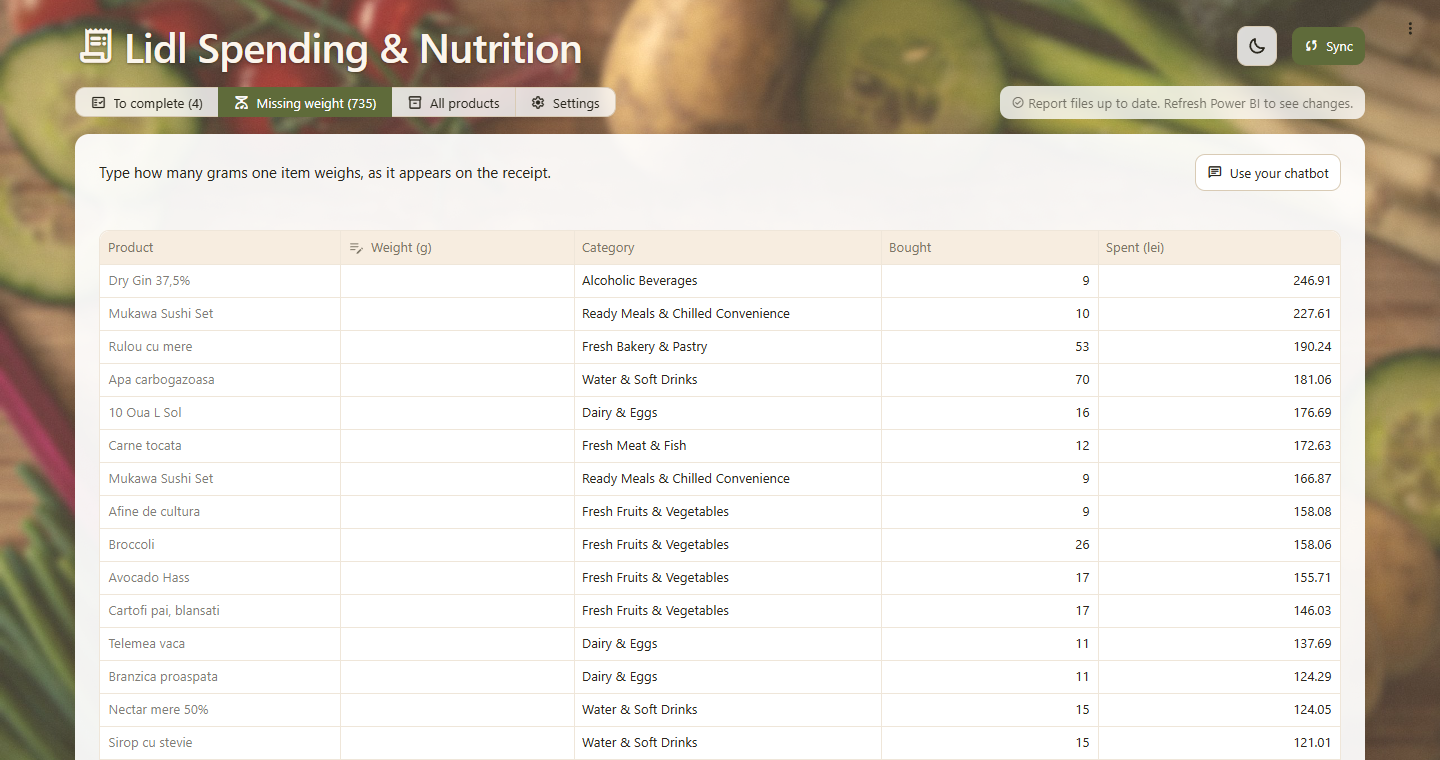 Lidl Spending & Nutrition
Sync
To complete (4)
Missing weight (735)
All products
Settings
Report files up to date. Refresh Power BI to see changes.
Type how many grams one item weighs, as it appears on the receipt.
Use your chatbot
Product Weight (g) Category Bought Spent (lei)
Dry Gin 37,5% Alcoholic Beverages 9 246.91
Mukawa Sushi Set Ready Meals & Chilled Convenience 10 227.61
Rulou cu mere Fresh Bakery & Pastry 53 190.24
Apa carbogazoasa Water & Soft Drinks 70 181.06
10 Oua L Sol Dairy & Eggs 16 176.69
Carne tocata Fresh Meat & Fish 12 172.63
Mukawa Sushi Set Ready Meals & Chilled Convenience 9 166.87
Afine de cultura Fresh Fruits & Vegetables 9 158.08
Broccoli Fresh Fruits & Vegetables 26 158.06
Avocado Hass Fresh Fruits & Vegetables 17 155.71
Cartofi pai, blansati Fresh Fruits & Vegetables 17 146.03
Telemea vaca Dairy & Eggs 11 137.69
Branzica proaspata Dairy & Eggs 11 124.29
Nectar mere 50% Water & Soft Drinks 15 124.05
Sirop cu stevie Water & Soft Drinks 15 121.01